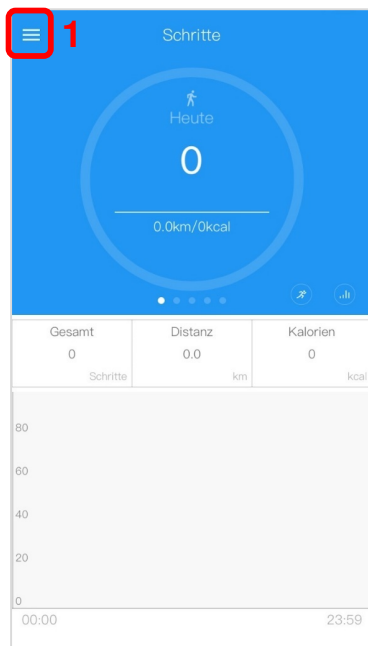 1
Schritte
Heute
0
0.0km/0kcal
Gesamt Distanz Kalorien
0 0.0 0
Schritte km kcal
80
60
40
20
0
00:00 23:59